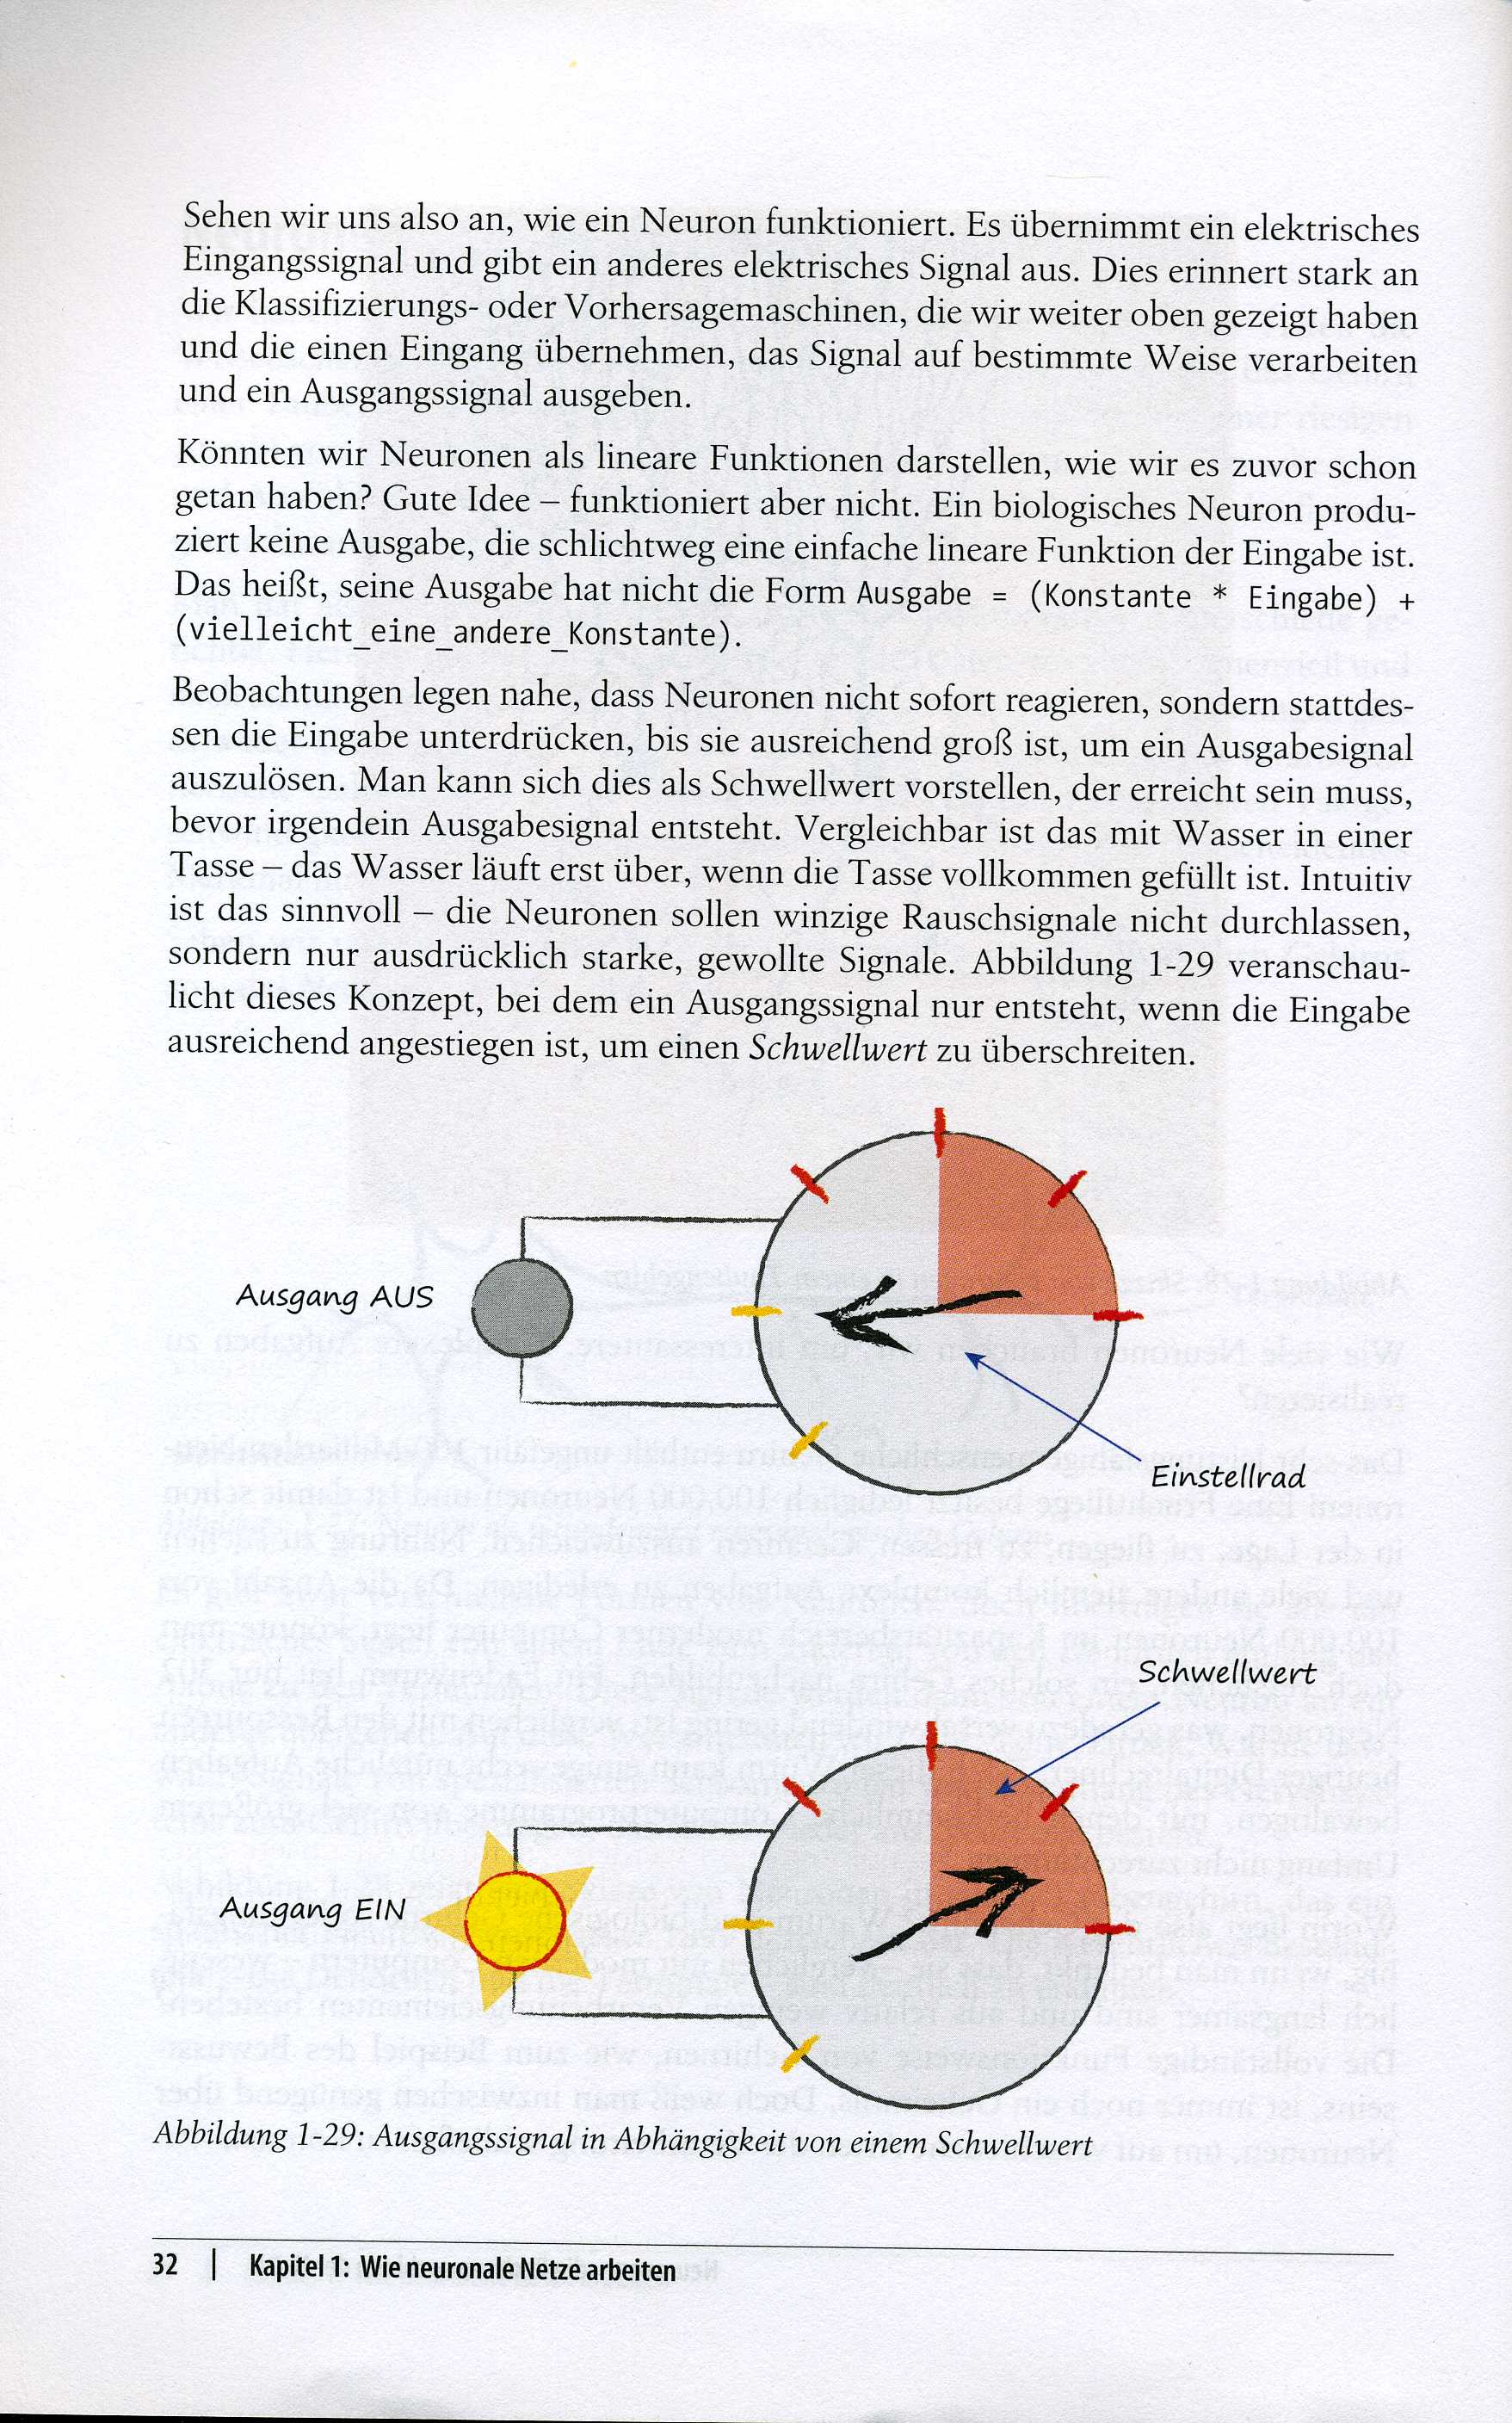 Sehen wir uns also an, wie ein Neuron funktioniert. Es übernimmt ein elektrisches
Eingangssignal und gibt ein anderes elektrisches Signal aus. Dies erinnert stark an
die Klassifizierungs- oder Vorhersagemaschinen, die wir weiter oben gezeigt haben
und die einen Eingang übernehmen, das Signal auf bestimmte Weise verarbeiten
und ein Ausgangssignal ausgeben.
Könnten wir Neuronen als lineare Funktionen darstellen, wie wir es zuvor schon
getan haben? Gute Idee – funktioniert aber nicht. Ein biologisches Neuron produ-
ziert keine Ausgabe, die schlichtweg eine einfache lineare Funktion der Eingabe ist.
Das heißt, seine Ausgabe hat nicht die Form Ausgabe = (Konstante * Eingabe) +
(vielleicht_eine_andere_Konstante).
Beobachtungen legen nahe, dass Neuronen nicht sofort reagieren, sondern stattdes-
sen die Eingabe unterdrücken, bis sie ausreichend groß ist, um ein Ausgabesignal
auszulösen. Man kann sich dies als Schwellwert vorstellen, der erreicht sein muss,
bevor irgendein Ausgabesignal entsteht. Vergleichbar ist das mit Wasser in einer
Tasse – das Wasser läuft erst über, wenn die Tasse vollkommen gefüllt ist. Intuitiv
ist das sinnvoll – die Neuronen sollen winzige Rauschsignale nicht durchlassen,
sondern nur ausdrücklich starke, gewollte Signale. Abbildung 1-29 veranschau-
licht dieses Konzept, bei dem ein Ausgangssignal nur entsteht, wenn die Eingabe
ausreichend angestiegen ist, um einen Schwellwert zu überschreiten.
Ausgang AUS
Einstellrad
Schwellwert
Ausgang EIN
Abbildung 1-29: Ausgangssignal in Abhängigkeit von einem Schwellwert
32 | Kapitel 1: Wie neuronale Netze arbeiten